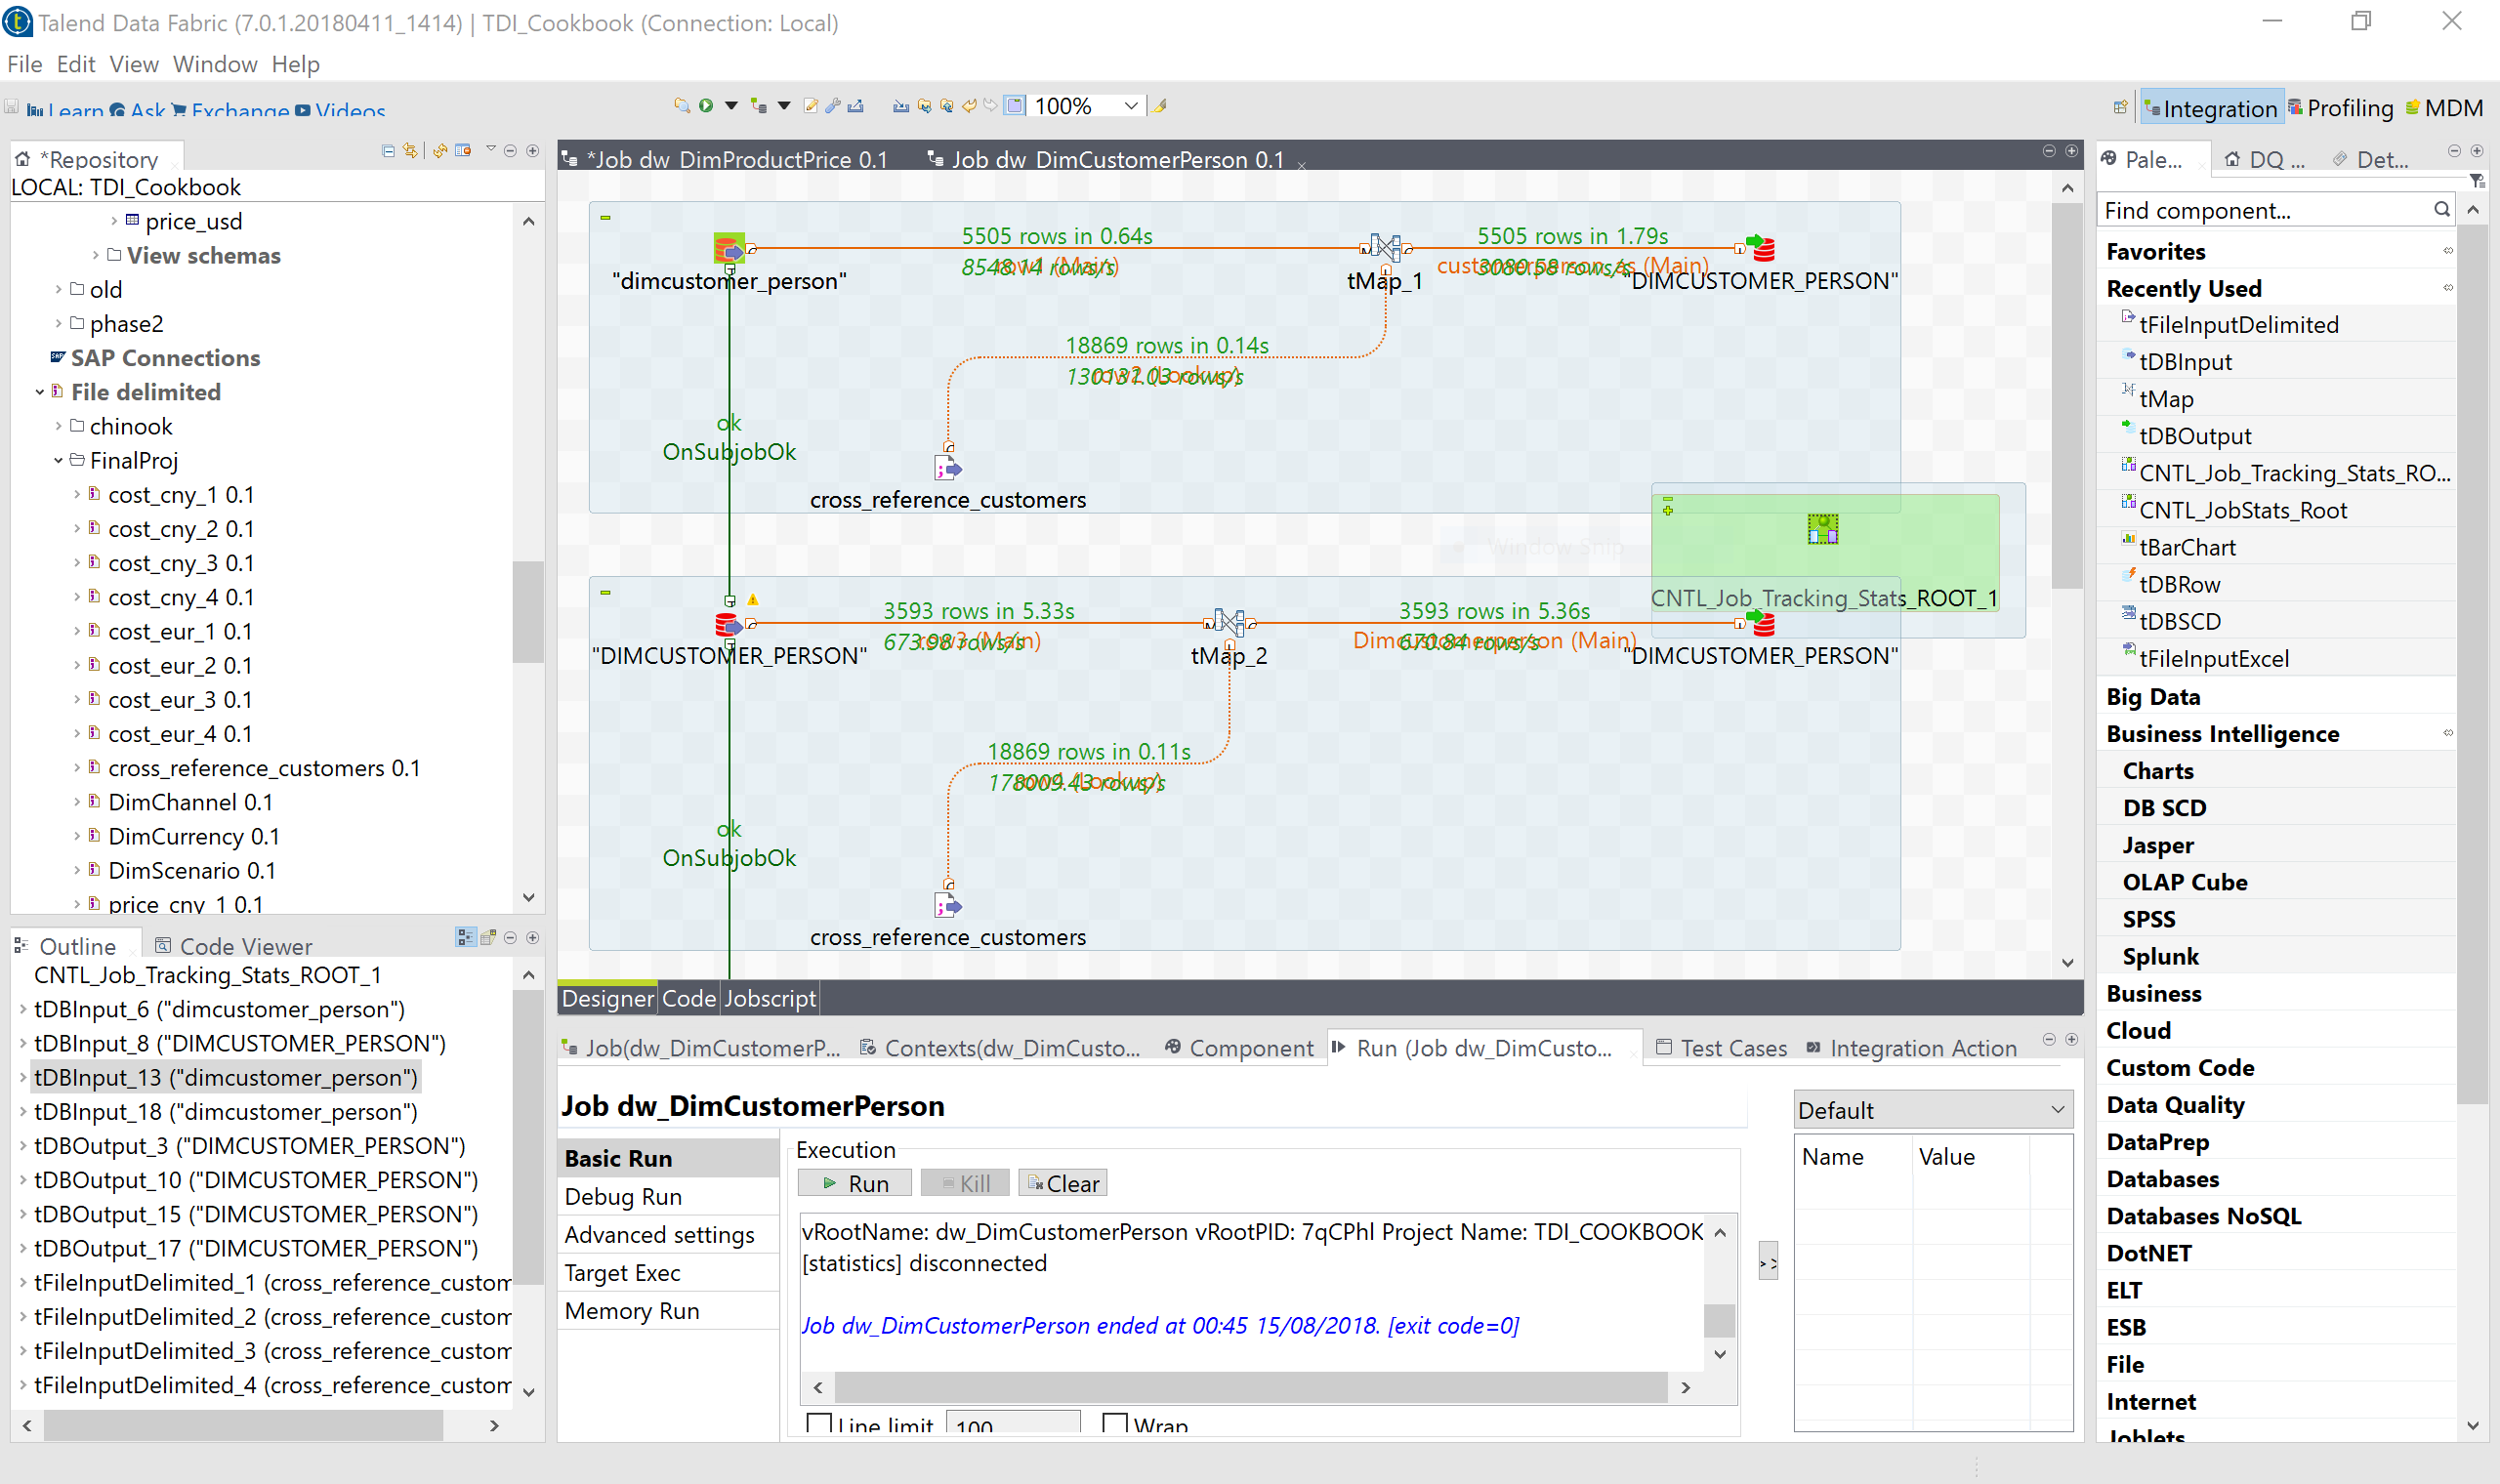 Talend Data Fabric (7.0.1.20180411_1414) | TDI_Cookbook (Connection: Local)
File Edit View Window Help
Learn Ask Exchange Videos
100%
Integration Profiling MDM
*Repository
LOCAL: TDI_Cookbook
price_usd
View schemas
old
phase2
SAP Connections
File delimited
chinook
FinalProj
cost_cny_1 0.1
cost_cny_2 0.1
cost_cny_3 0.1
cost_cny_4 0.1
cost_eur_1 0.1
cost_eur_2 0.1
cost_eur_3 0.1
cost_eur_4 0.1
cross_reference_customers 0.1
DimChannel 0.1
DimCurrency 0.1
DimScenario 0.1
price_cny_1 0.1
Outline Code Viewer
CNTL_Job_Tracking_Stats_ROOT_1
tDBInput_6 ("dimcustomer_person")
tDBInput_8 ("DIMCUSTOMER_PERSON")
tDBInput_13 ("dimcustomer_person")
tDBInput_18 ("dimcustomer_person")
tDBOutput_3 ("DIMCUSTOMER_PERSON")
tDBOutput_10 ("DIMCUSTOMER_PERSON")
tDBOutput_15 ("DIMCUSTOMER_PERSON")
tDBOutput_17 ("DIMCUSTOMER_PERSON")
tFileInputDelimited_1 (cross_reference_custom
tFileInputDelimited_2 (cross_reference_custom
tFileInputDelimited_3 (cross_reference_custom
tFileInputDelimited_4 (cross_reference_custom
*Job dw_DimProductPrice 0.1 Job dw_DimCustomerPerson 0.1
5505 rows in 0.64s
8548.14 rows/s
row1 (Main)
5505 rows in 1.79s
3080.58 rows/s
customerperson_as (Main)
"dimcustomer_person"
tMap_1
"DIMCUSTOMER_PERSON"
18869 rows in 0.14s
130131.03 rows/s
row2 (Lookup)
ok
OnSubjobOk
cross_reference_customers
Window Snip
CNTL_Job_Tracking_Stats_ROOT_1
3593 rows in 5.33s
673.98 rows/s
row3 (Main)
3593 rows in 5.36s
670.84 rows/s
Dimcustomerperson (Main)
"DIMCUSTOMER_PERSON"
tMap_2
"DIMCUSTOMER_PERSON"
18869 rows in 0.11s
178009.43 rows/s
row4 (Lookup)
ok
OnSubjobOk
cross_reference_customers
Designer Code Jobscript
Job(dw_DimCustomerP... Contexts(dw_DimCusto... Component Run (Job dw_DimCusto... Test Cases Integration Action
Job dw_DimCustomerPerson
Basic Run
Debug Run
Advanced settings
Target Exec
Memory Run
Execution
Run Kill Clear
vRootName: dw_DimCustomerPerson vRootPID: 7qCPhl Project Name: TDI_COOKBOOK
[statistics] disconnected
Job dw_DimCustomerPerson ended at 00:45 15/08/2018. [exit code=0]
Line limit 100 Wrap
Default
Name Value
Pale... DQ ... Det...
Find component...
Favorites
Recently Used
tFileInputDelimited
tDBInput
tMap
tDBOutput
CNTL_Job_Tracking_Stats_RO...
CNTL_JobStats_Root
tBarChart
tDBRow
tDBSCD
tFileInputExcel
Big Data
Business Intelligence
Charts
DB SCD
Jasper
OLAP Cube
SPSS
Splunk
Business
Cloud
Custom Code
Data Quality
DataPrep
Databases
Databases NoSQL
DotNET
ELT
ESB
File
Internet
Joblets